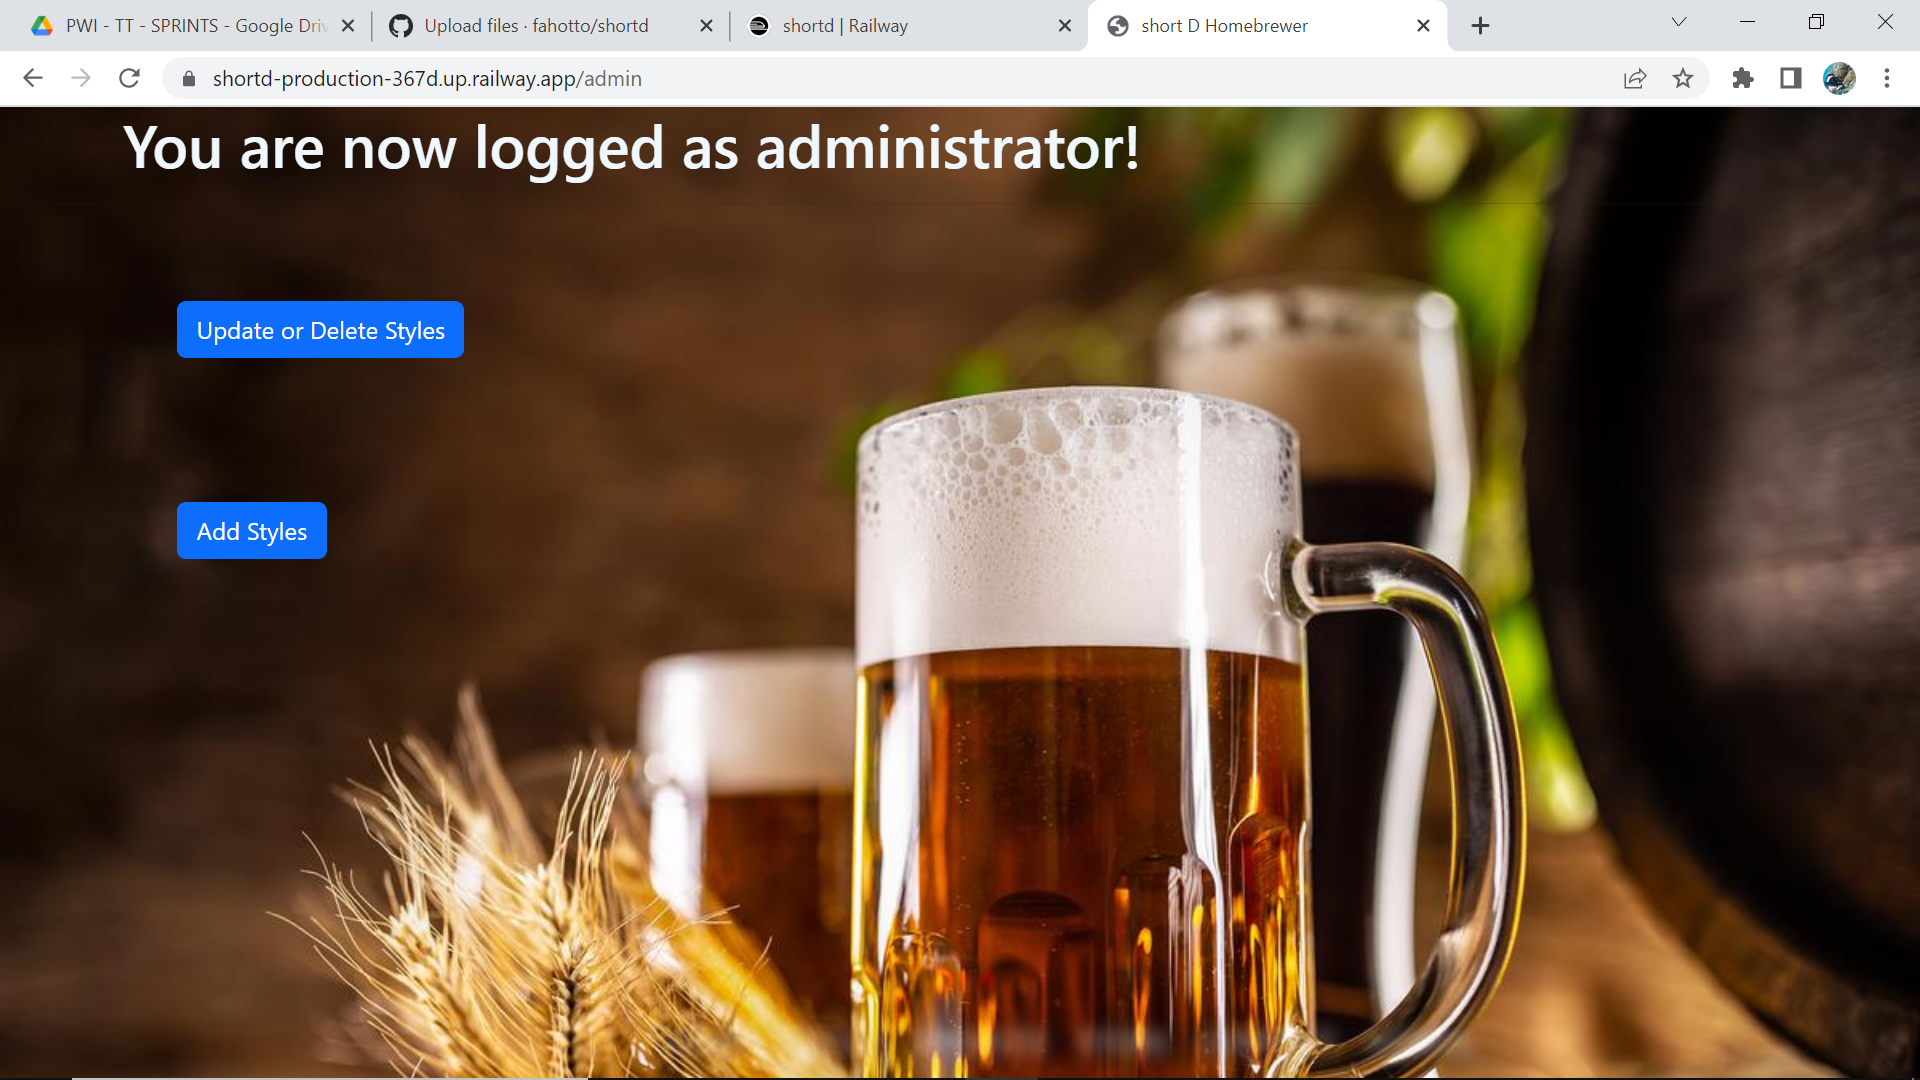 PWI - TT - SPRINTS - Google Driv
Upload files · fahotto/shortd
shortd | Railway
short D Homebrewer
shortd-production-367d.up.railway.app/admin
You are now logged as administrator!
Update or Delete Styles
Add Styles